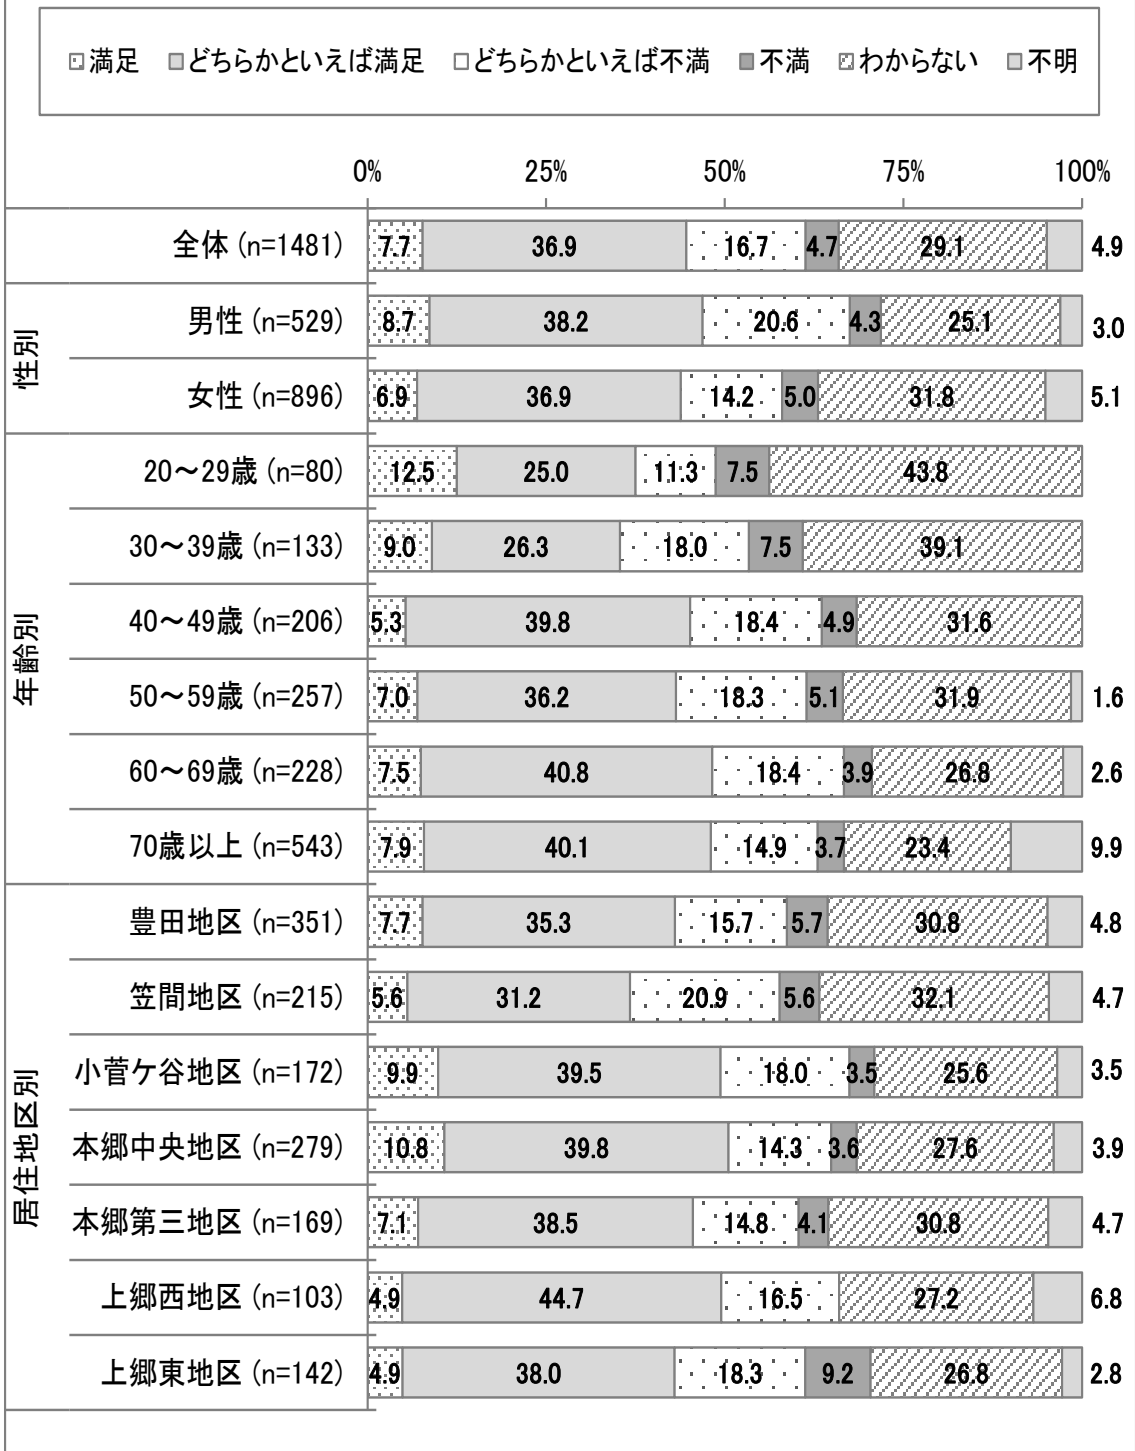 満足 どちらかといえば満足 どちらかといえば不満 不満 わからない 不明
0% 25% 50% 75% 100%
全体 (n=1481) 7.7 36.9 16.7 4.7 29.1 4.9
性別
男性 (n=529) 8.7 38.2 20.6 4.3 25.1 3.0
女性 (n=896) 6.9 36.9 14.2 5.0 31.8 5.1
年齢別
20～29歳 (n=80) 12.5 25.0 11.3 7.5 43.8
30～39歳 (n=133) 9.0 26.3 18.0 7.5 39.1
40～49歳 (n=206) 5.3 39.8 18.4 4.9 31.6
50～59歳 (n=257) 7.0 36.2 18.3 5.1 31.9 1.6
60～69歳 (n=228) 7.5 40.8 18.4 3.9 26.8 2.6
70歳以上 (n=543) 7.9 40.1 14.9 3.7 23.4 9.9
居住地区別
豊田地区 (n=351) 7.7 35.3 15.7 5.7 30.8 4.8
笠間地区 (n=215) 5.6 31.2 20.9 5.6 32.1 4.7
小菅ケ谷地区 (n=172) 9.9 39.5 18.0 3.5 25.6 3.5
本郷中央地区 (n=279) 10.8 39.8 14.3 3.6 27.6 3.9
本郷第三地区 (n=169) 7.1 38.5 14.8 4.1 30.8 4.7
上郷西地区 (n=103) 4.9 44.7 16.5 27.2 6.8
上郷東地区 (n=142) 4.9 38.0 18.3 9.2 26.8 2.8